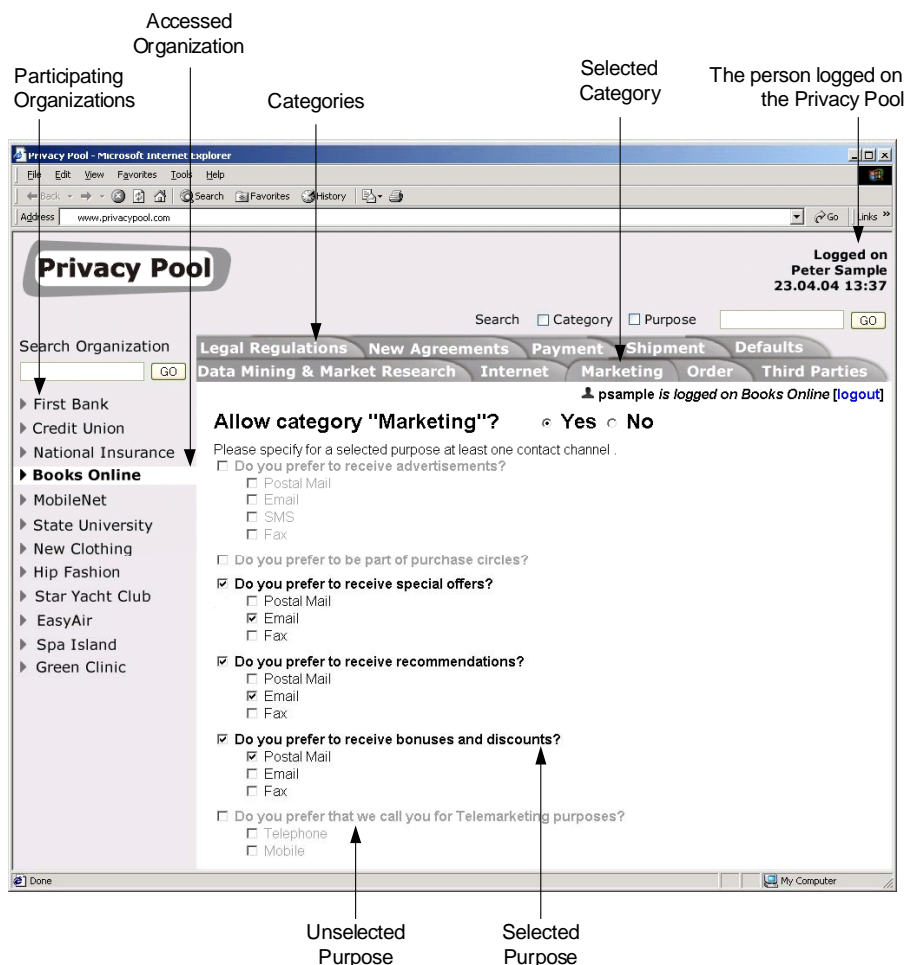 Accessed
Organization
Participating
Organizations
Categories
Selected
Category
The person logged on
the Privacy Pool
Privacy Pool - Microsoft Internet Explorer
File Edit View Favorites Tools Help
Back Search Favorites History
Address www.privacypool.com Go Links »
Privacy Pool
Logged on
Peter Sample
23.04.04 13:37
Search Category Purpose GO
Search Organization
GO
Legal Regulations New Agreements Payment Shipment Defaults
Data Mining & Market Research Internet Marketing Order Third Parties
psample is logged on Books Online [logout]
First Bank
Credit Union
National Insurance
Books Online
MobileNet
State University
New Clothing
Hip Fashion
Star Yacht Club
EasyAir
Spa Island
Green Clinic
Allow category "Marketing"? Yes No
Please specify for a selected purpose at least one contact channel .
Do you prefer to receive advertisements?
Postal Mail
Email
SMS
Fax
Do you prefer to be part of purchase circles?
Do you prefer to receive special offers?
Postal Mail
Email
Fax
Do you prefer to receive recommendations?
Postal Mail
Email
Fax
Do you prefer to receive bonuses and discounts?
Postal Mail
Email
Fax
Do you prefer that we call you for Telemarketing purposes?
Telephone
Mobile
Done My Computer
Unselected
Purpose
Selected
Purpose